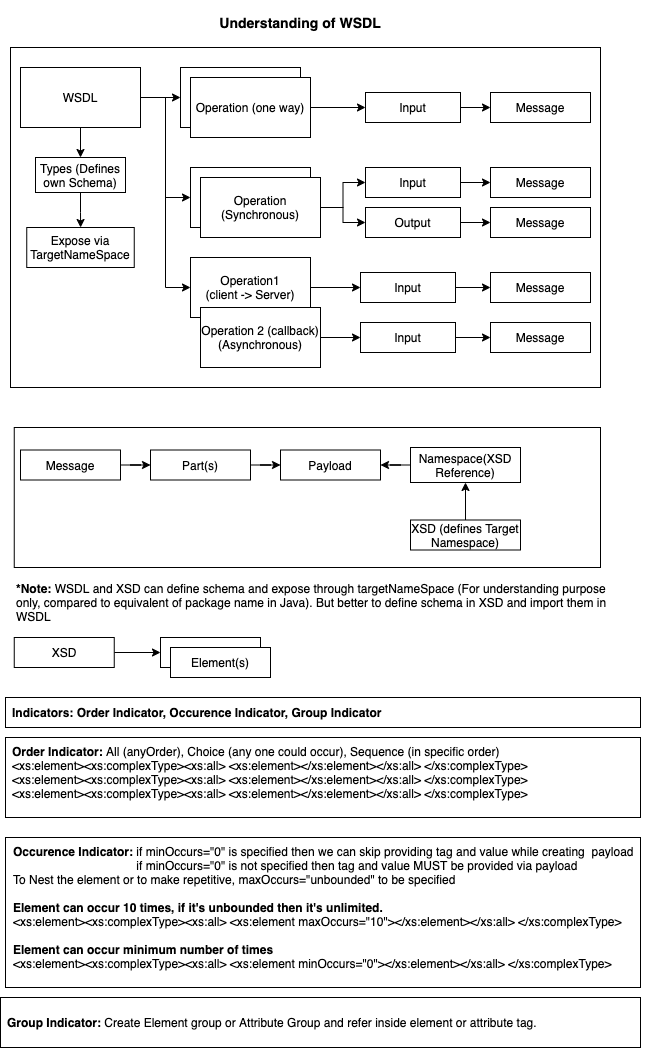 Understanding of WSDL
WSDL
Operation (one way)
Input
Message
Types (Defines
own Schema)
Operation
(Synchronous)
Input
Message
Output
Message
Expose via
TargetNameSpace
Operation1
(client -> Server)
Input
Message
Operation 2 (callback)
(Asynchronous)
Input
Message
Message
Part(s)
Payload
Namespace(XSD
Reference)
XSD (defines Target
Namespace)
*Note: WSDL and XSD can define schema and expose through targetNameSpace (For understanding purpose
only, compared to equivalent of package name in Java). But better to define schema in XSD and import them in
WSDL
XSD
Element(s)
Indicators: Order Indicator, Occurence Indicator, Group Indicator
Order Indicator: All (anyOrder), Choice (any one could occur), Sequence (in specific order)
<xs:element><xs:complexType><xs:all> <xs:element></xs:element></xs:all> </xs:complexType>
<xs:element><xs:complexType><xs:all> <xs:element></xs:element></xs:all> </xs:complexType>
<xs:element><xs:complexType><xs:all> <xs:element></xs:element></xs:all> </xs:complexType>
Occurence Indicator: if minOccurs="0" is specified then we can skip providing tag and value while creating payload
if minOccurs="0" is not specified then tag and value MUST be provided via payload
To Nest the element or to make repetitive, maxOccurs="unbounded" to be specified
Element can occur 10 times, if it's unbounded then it's unlimited.
<xs:element><xs:complexType><xs:all> <xs:element maxOccurs="10"></xs:element></xs:all> </xs:complexType>
Element can occur minimum number of times
<xs:element><xs:complexType><xs:all> <xs:element minOccurs="0"></xs:element></xs:all> </xs:complexType>
Group Indicator: Create Element group or Attribute Group and refer inside element or attribute tag.